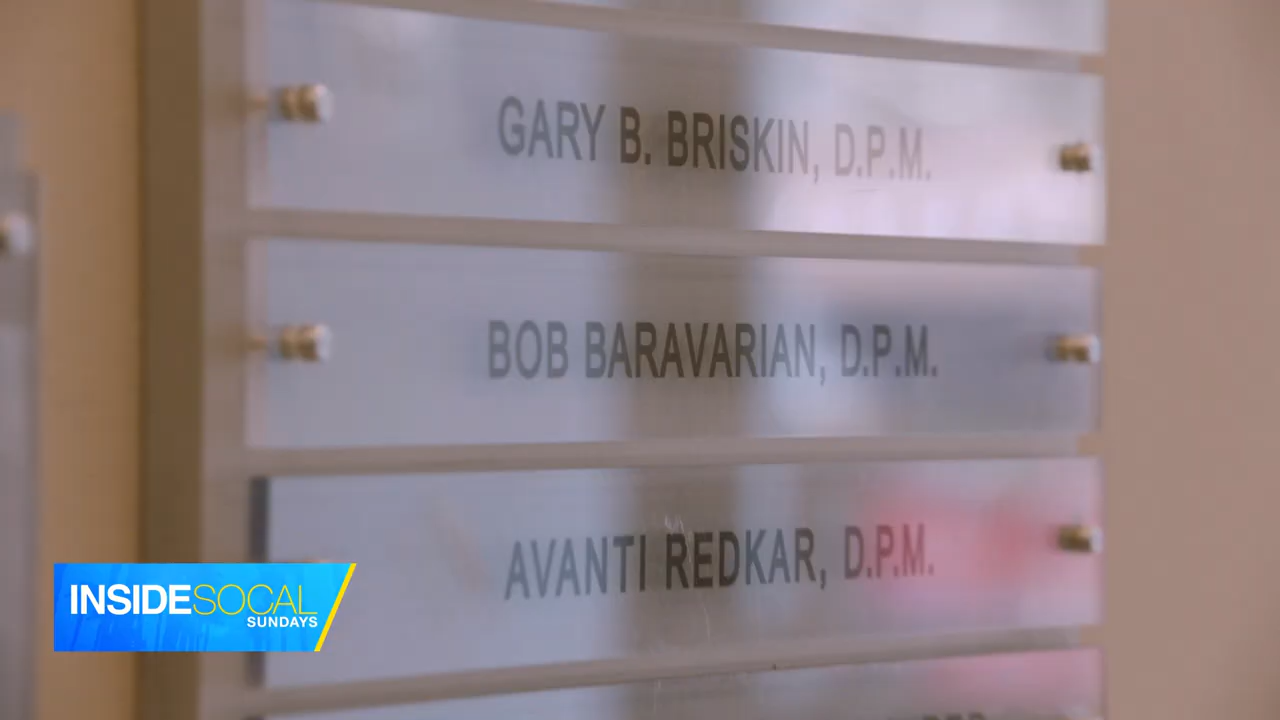 GARY B. BRISKIN, D.P.M.
BOB BARAVARIAN, D.P.M.
AVANTI REDKAR, D.P.M.
INSIDESOCAL
SUNDAYS